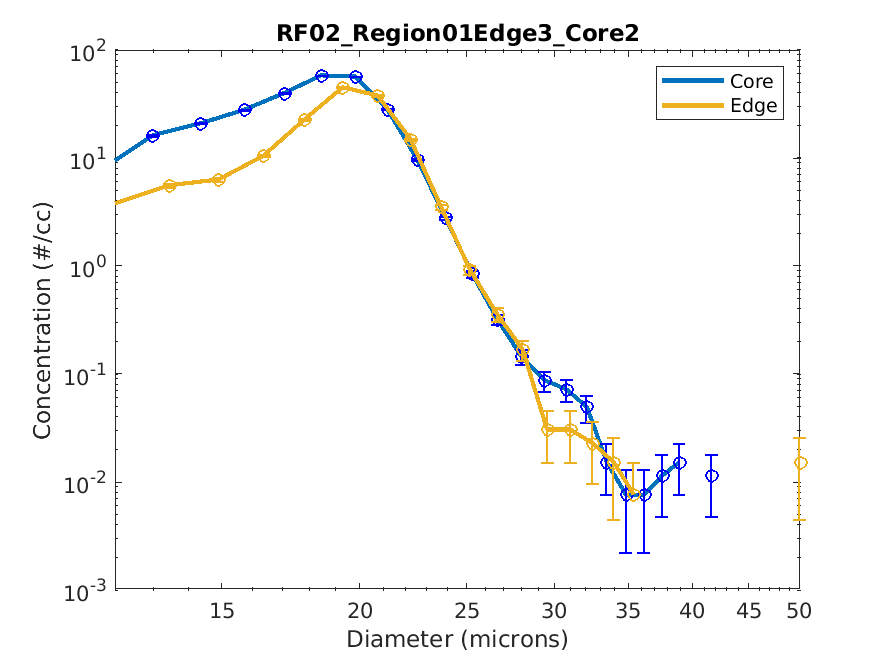 RF02_Region01Edge3_Core2
Core
Edge
Concentration (#/cc)
10^2
10^1
10^0
10^-1
10^-2
10^-3
15 20 25 30 35 40 45 50
Diameter (microns)